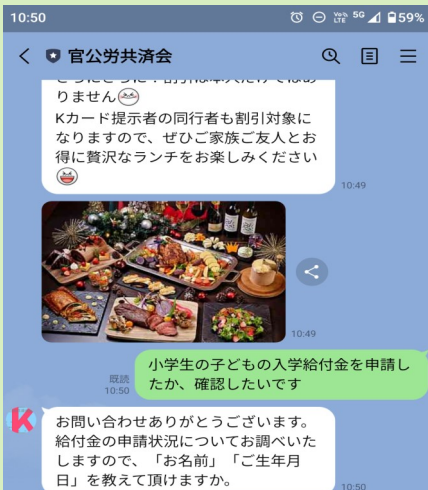 10:50
VoLTE 5G 59%
官公労共済会
りません
Kカード提示者の同行者も割引対象に
なりますので、ぜひご家族ご友人とお
得に贅沢なランチをお楽しみください
10:49
10:49
小学生の子どもの入学給付金を申請し
たか、確認したいです
既読
10:50
K
お問い合わせありがとうございます。
給付金の申請状況についてお調べいた
しますので、「お名前」「ご生年月
日」を教えて頂けますか。
10:50